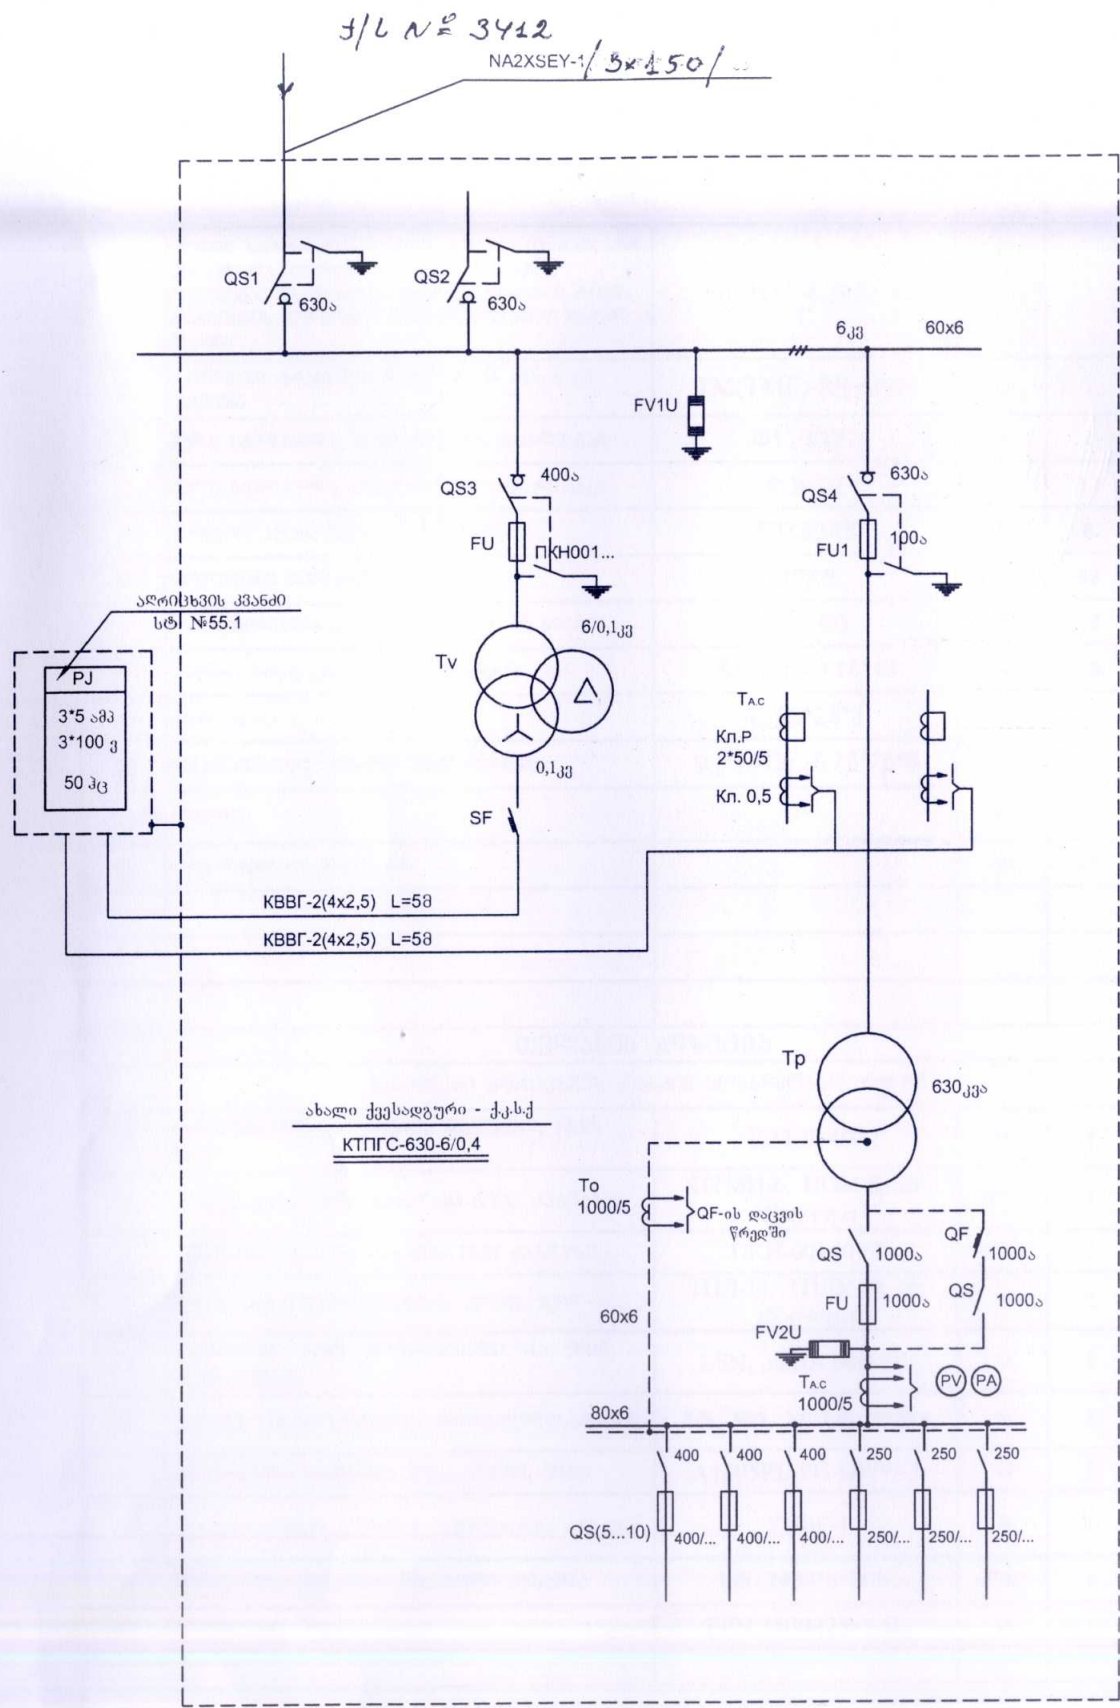 ქ/ს № 3412
NA2XSEY-1/3x150/
QS1
630ა
QS2
630ა
6კვ
60x6
FV1U
QS3
400ა
FU
ПКН001...
QS4
630ა
FU1
100ა
აღრიცხვის კვანძი
სტ. №55.1
PJ
3*5 ამპ
3*100 ვ
50 ჰც
6/0,1კვ
Tv
0,1კვ
SF
TA.C
Кл.Р
2*50/5
Кл. 0,5
КВВГ-2(4x2,5) L=5მ
КВВГ-2(4x2,5) L=5მ
Tp
630კვა
ახალი ქვესადგური - ქ.კ.ს.ქ
КТПГС-630-6/0,4
To
1000/5
QF-ის დაცვის
წრედში
QS
1000ა
QF
1000ა
FU
1000ა
QS
1000ა
60x6
FV2U
TA.C
1000/5
PV
PA
80x6
400
400
400
250
250
250
QS(5...10)
400/...
400/...
400/...
250/...
250/...
250/...